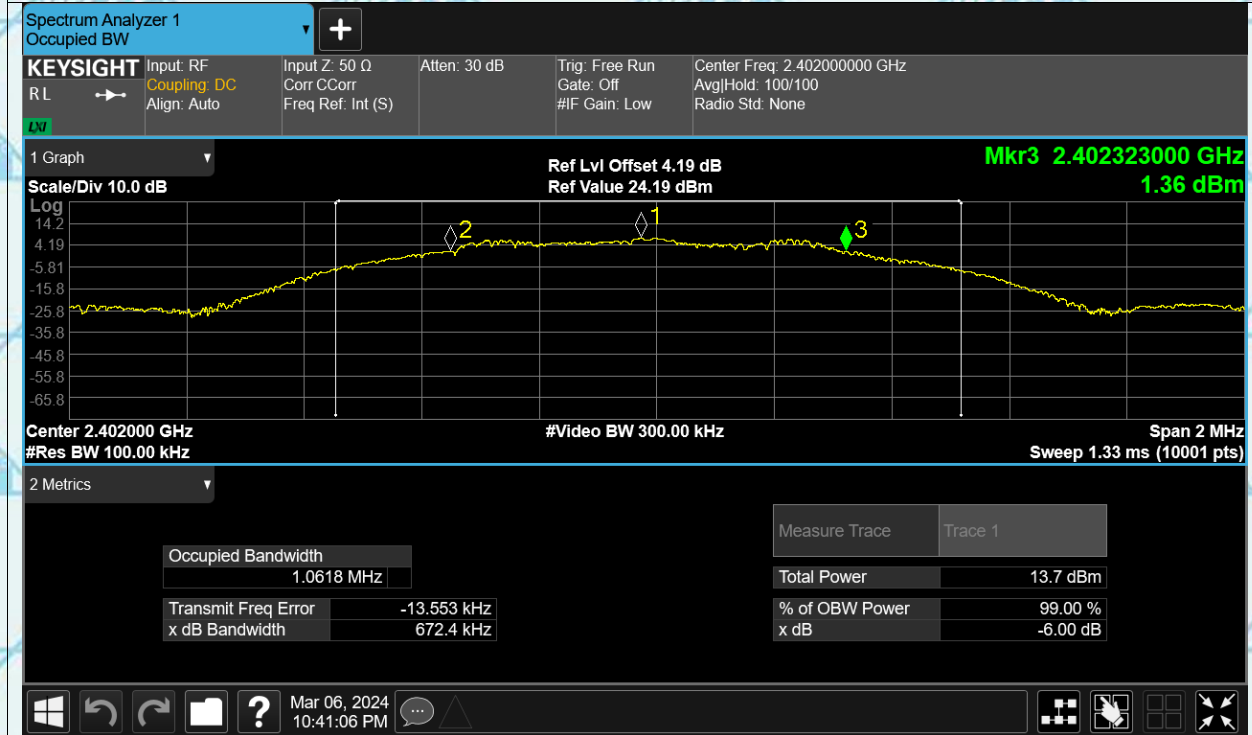 Spectrum Analyzer 1
Occupied BW
+
KEYSIGHT
RL
LXI
Input: RF
Coupling: DC
Align: Auto
Input Z: 50 Ω
Corr CCorr
Freq Ref: Int (S)
Atten: 30 dB
Trig: Free Run
Gate: Off
#IF Gain: Low
Center Freq: 2.402000000 GHz
Avg|Hold: 100/100
Radio Std: None
1 Graph
Scale/Div 10.0 dB
Ref Lvl Offset 4.19 dB
Ref Value 24.19 dBm
Mkr3 2.402323000 GHz
1.36 dBm
Log
14.2
4.19
-5.81
-15.8
-25.8
-35.8
-45.8
-55.8
-65.8
2
1
3
Center 2.402000 GHz
#Res BW 100.00 kHz
#Video BW 300.00 kHz
Span 2 MHz
Sweep 1.33 ms (10001 pts)
2 Metrics
Occupied Bandwidth
1.0618 MHz
Transmit Freq Error -13.553 kHz
x dB Bandwidth 672.4 kHz
Measure Trace Trace 1
Total Power 13.7 dBm
% of OBW Power 99.00 %
x dB -6.00 dB
?
Mar 06, 2024
10:41:06 PM